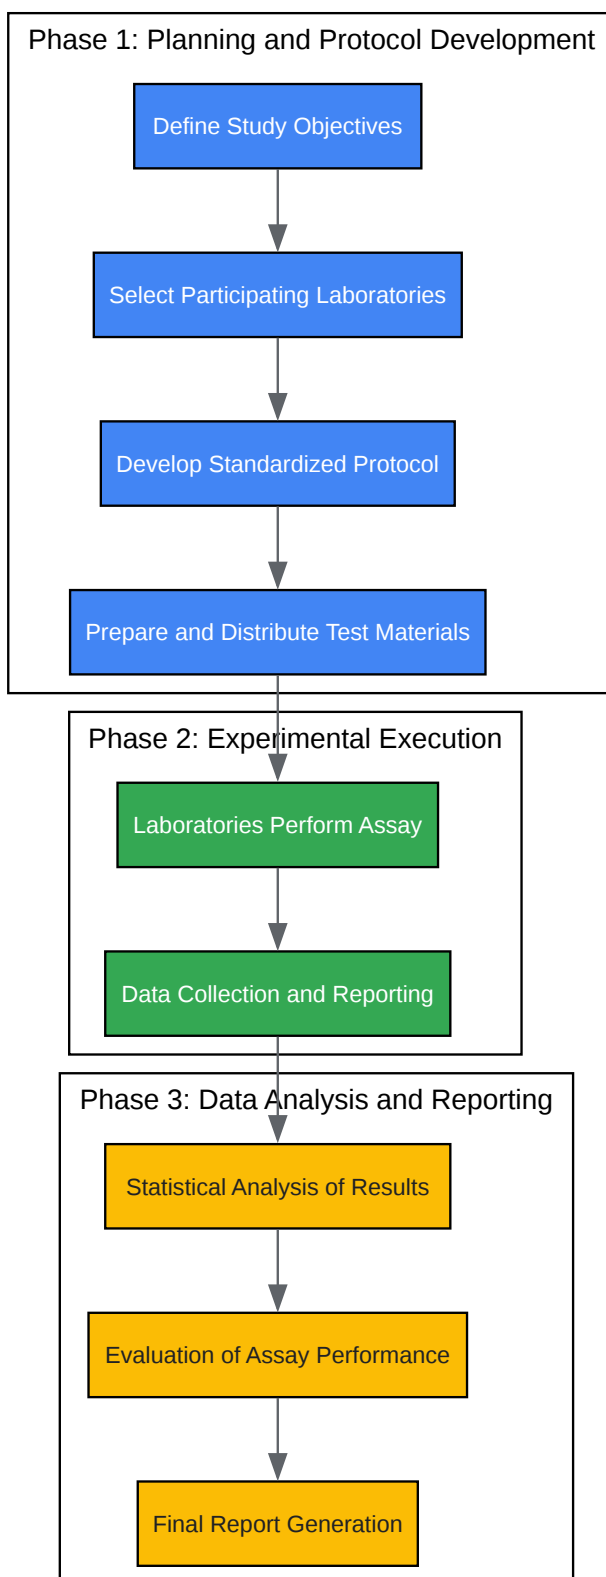 Phase 1: Planning and Protocol Development
Define Study Objectives
Select Participating Laboratories
Develop Standardized Protocol
Prepare and Distribute Test Materials
Phase 2: Experimental Execution
Laboratories Perform Assay
Data Collection and Reporting
Phase 3: Data Analysis and Reporting
Statistical Analysis of Results
Evaluation of Assay Performance
Final Report Generation